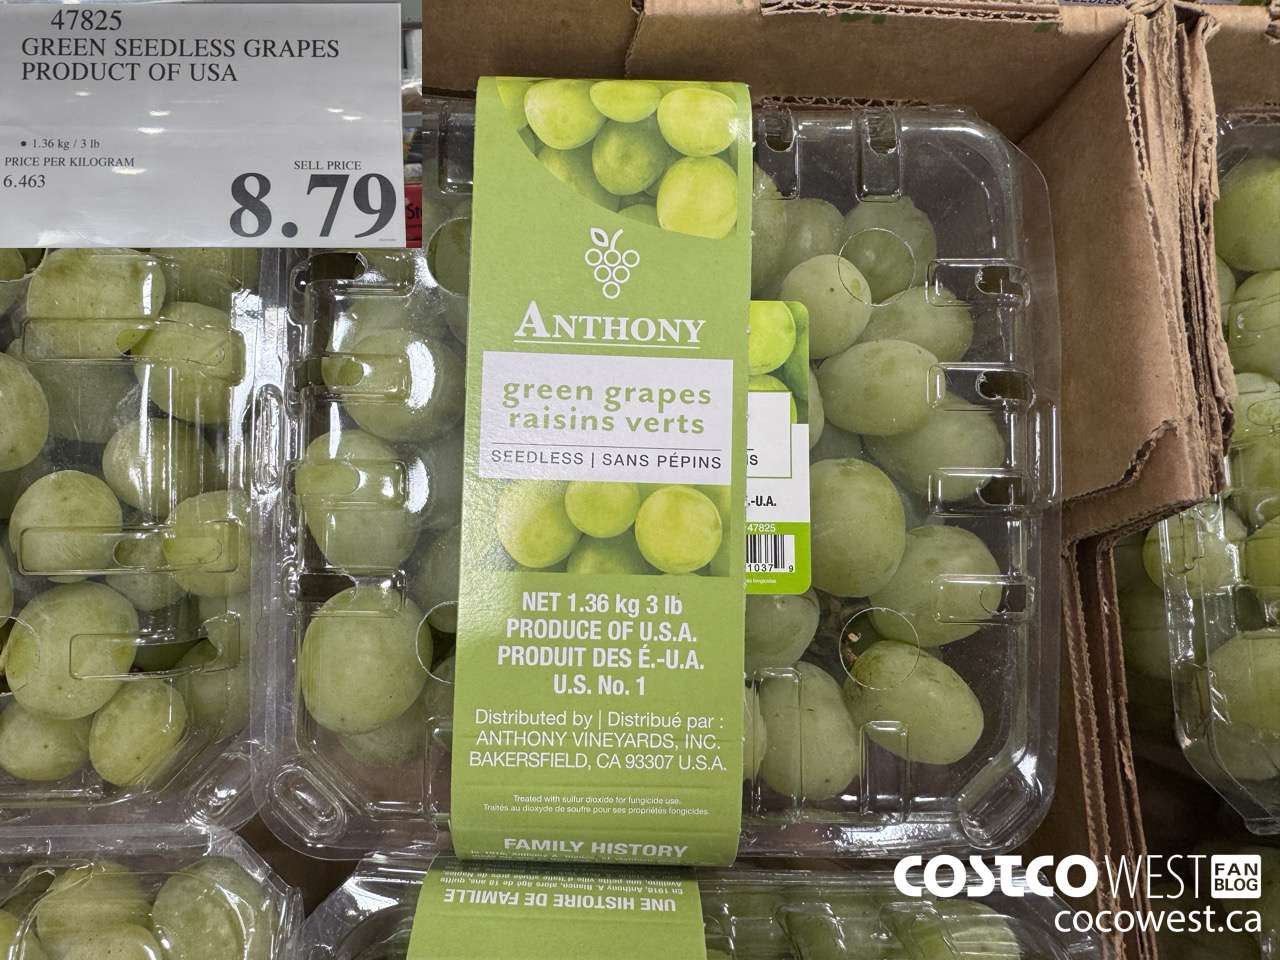 47825
GREEN SEEDLESS GRAPES
PRODUCT OF USA
• 1.36 kg / 3 lb
PRICE PER KILOGRAM
6.463
SELL PRICE
8.79
ANTHONY
green grapes
raisins verts
SEEDLESS | SANS PÉPINS
NET 1.36 kg 3 lb
PRODUCE OF U.S.A.
PRODUIT DES É.-U.A.
U.S. No. 1
Distributed by | Distribué par :
ANTHONY VINEYARDS, INC.
BAKERSFIELD, CA 93307 U.S.A.
Treated with sulfur dioxide for fungicide use.
Traités au dioxyde de soufre pour ses propriétés fongicides.
FAMILY HISTORY
UNE HISTOIRE DE FAMILLE
-U.A.
47825
1037 9
COSTCO WEST FAN BLOG
cocowest.ca